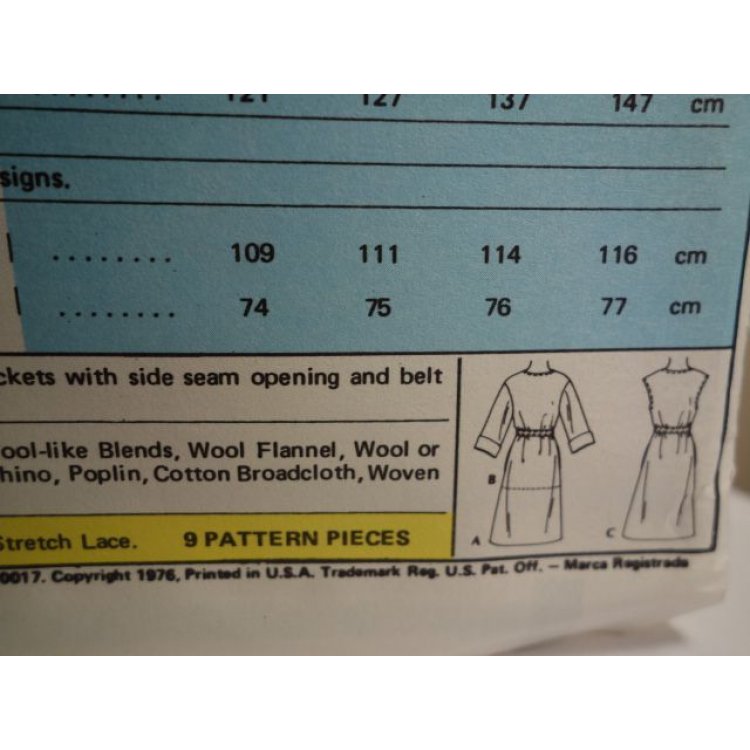 ........ 121 127 137 147 cm
signs.
........ 109 111 114 116 cm
........ 74 75 76 77 cm
ckets with side seam opening and belt
ool-like Blends, Wool Flannel, Wool or
hino, Poplin, Cotton Broadcloth, Woven
Stretch Lace. 9 PATTERN PIECES
B
A C
0017. Copyright 1976, Printed in U.S.A. Trademark Reg. U.S. Pat. Off. — Marca Registrada